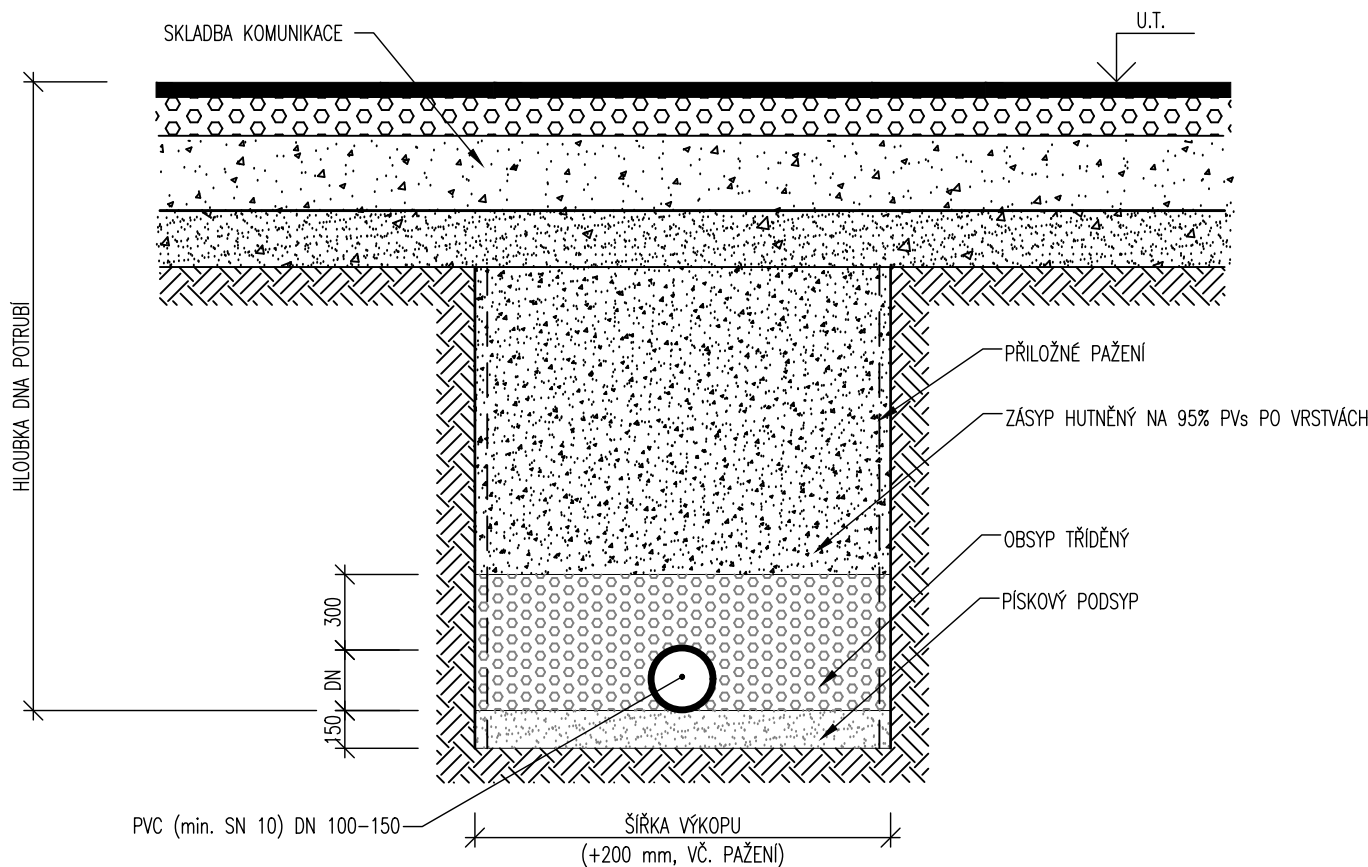 SKLADBA KOMUNIKACE
U.T.
HLOUBKA DNA POTRUBÍ
PŘILOŽNÉ PAŽENÍ
ZÁSYP HUTNĚNÝ NA 95% PVs PO VRSTVÁCH
OBSYP TŘÍDĚNÝ
PÍSKOVÝ PODSYP
300
DN
150
PVC (min. SN 10) DN 100-150
ŠÍŘKA VÝKOPU
(+200 mm, VČ. PAŽENÍ)